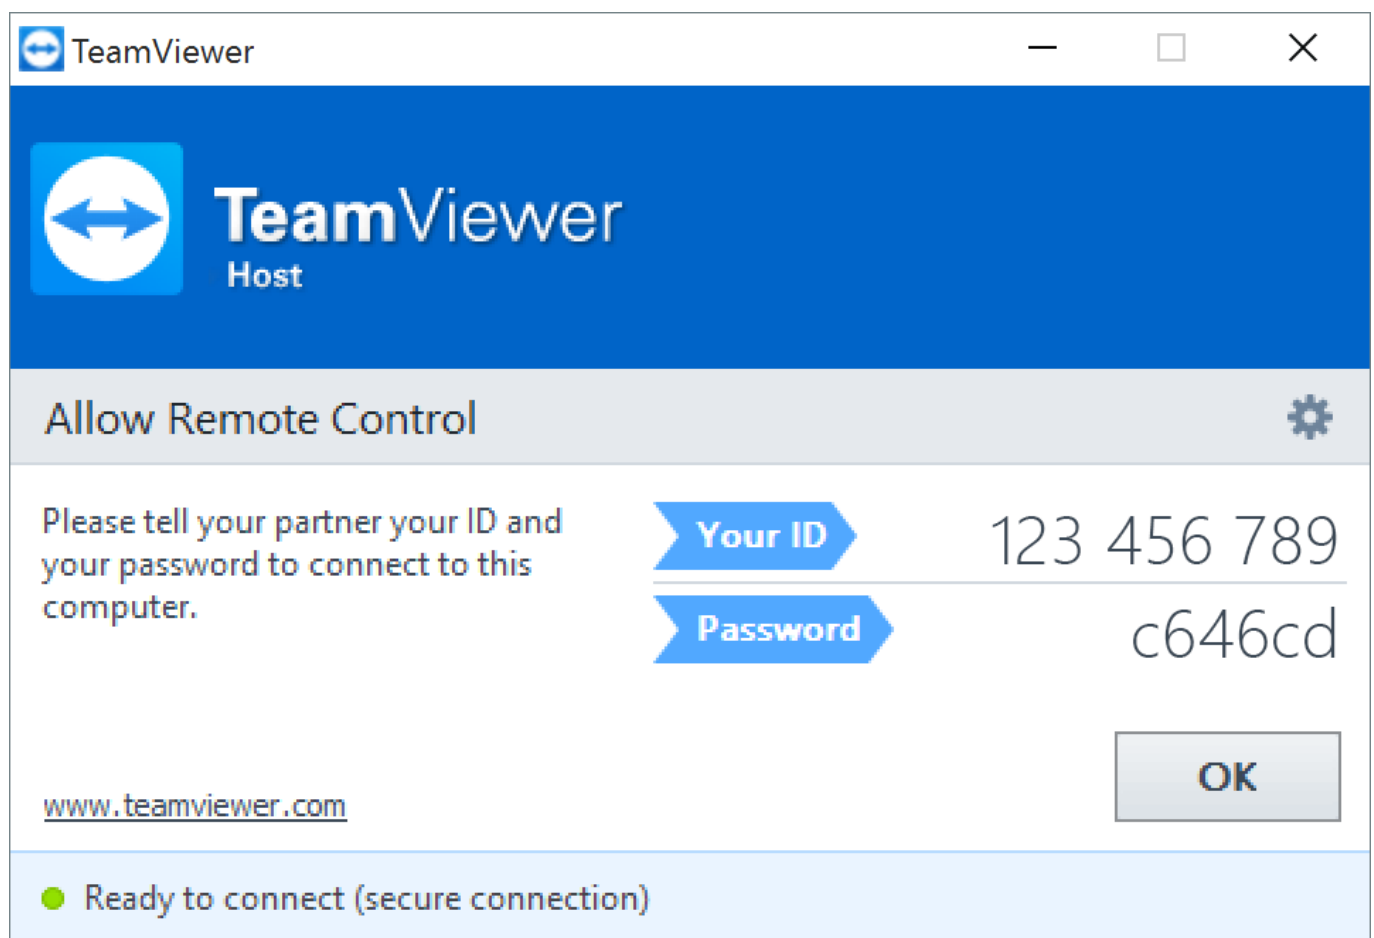 TeamViewer
TeamViewer
Host
Allow Remote Control
Please tell your partner your ID and
your password to connect to this
computer.
Your ID 123 456 789
Password c646cd
OK
www.teamviewer.com
Ready to connect (secure connection)